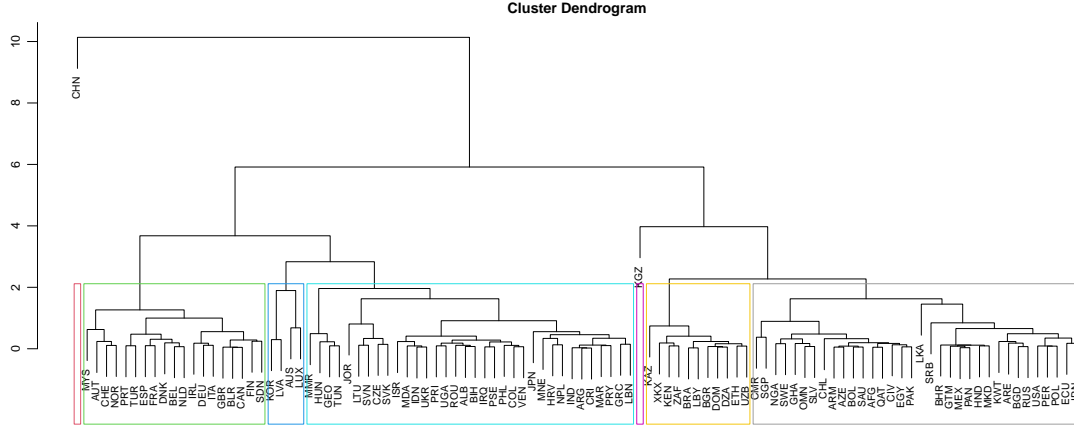 Cluster Dendrogram
10
8
6
4
2
0
CHN
MYS
AUT
CHE
NOR
PRT
TUR
ESP
FRA
DNK
BEL
NLD
IRL
DEU
ITA
GBR
BLR
CAN
FIN
SDN
KOR
LVA
AUS
LUX
MMR
HUN
GEO
TUN
JOR
LTU
SVN
CZE
SVK
ISR
MDA
IDN
UKR
PRI
UGA
ROU
ALB
BIH
IRQ
PSE
PHL
COL
VEN
JPN
MNE
HRV
NPL
IND
ARG
CRI
MAR
PRY
GRC
LBN
KGZ
KAZ
XKX
KEN
ZAF
BRA
LBY
BGR
DOM
DZA
ETH
UZB
CMR
SGP
NGA
SWE
GHA
OMN
SLV
CHL
ARM
AZE
BOL
SAU
AFG
QAT
CIV
EGY
PAK
LKA
SRB
BHR
GTM
MEX
PAN
HND
MKD
KWT
ARE
BGD
RUS
USA
PER
POL
ECU